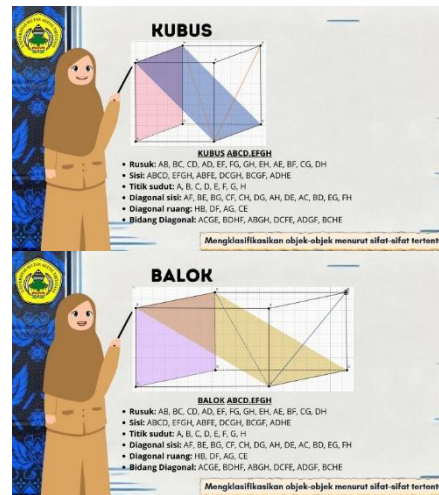 KUBUS
KUBUS ABCD.EFGH
• Rusuk: AB, BC, CD, AD, EF, FG, GH, EH, AE, BF, CG, DH
• Sisi: ABCD, EFGH, ABFE, DCGH, BCGF, ADHE
• Titik sudut: A, B, C, D, E, F, G, H
• Diagonal sisi: AF, BE, BG, CF, CH, DG, AH, DE, AC, BD, EG, FH
• Diagonal ruang: HB, DF, AG, CE
• Bidang Diagonal: ACGE, BDHF, ABGH, DCFE, ADGF, BCHE
Mengklasifikasikan objek-objek menurut sifat-sifat tertent
BALOK
BALOK ABCD.EFGH
• Rusuk: AB, BC, CD, AD, EF, FG, GH, EH, AE, BF, CG, DH
• Sisi: ABCD, EFGH, ABFE, DCGH, BCGF, ADHE
• Titik sudut: A, B, C, D, E, F, G, H
• Diagonal sisi: AF, BE, BG, CF, CH, DG, AH, DE, AC, BD, EG, FH
• Diagonal ruang: HB, DF, AG, CE
• Bidang Diagonal: ACGE, BDHF, ABGH, DCFE, ADGF, BCHE
Mengklasifikasikan objek-objek menurut sifat-sifat tertent